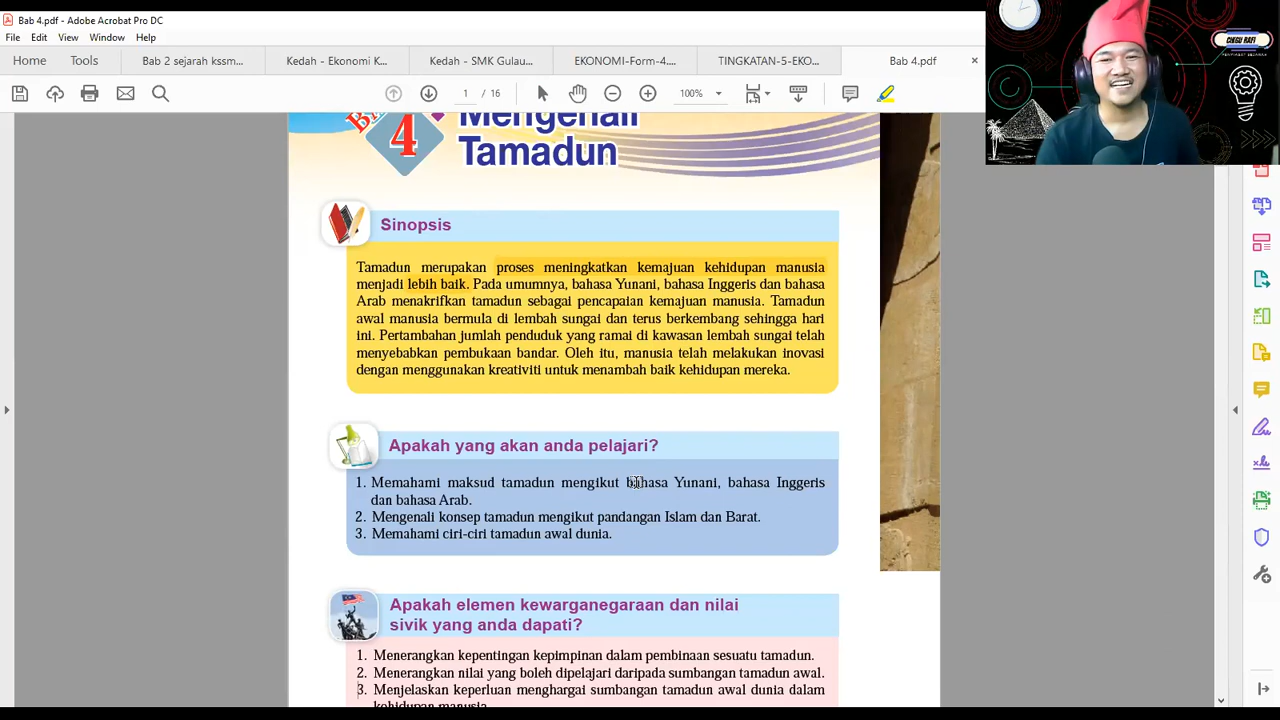 Bab 4.pdf - Adobe Acrobat Pro DC
File Edit View Window Help
Home Tools Bab 2 sejarah kssm... Kedah - Ekonomi K... Kedah - SMK Gulau... EKONOMI-Form-4.... TINGKATAN-5-EKO... Bab 4.pdf ×
1 / 16 100%
CIKGU RAFI
4
Mengenali
Tamadun
Sinopsis
Tamadun merupakan proses meningkatkan kemajuan kehidupan manusia
menjadi lebih baik. Pada umumnya, bahasa Yunani, bahasa Inggeris dan bahasa
Arab menakrifkan tamadun sebagai pencapaian kemajuan manusia. Tamadun
awal manusia bermula di lembah sungai dan terus berkembang sehingga hari
ini. Pertambahan jumlah penduduk yang ramai di kawasan lembah sungai telah
menyebabkan pembukaan bandar. Oleh itu, manusia telah melakukan inovasi
dengan menggunakan kreativiti untuk menambah baik kehidupan mereka.
Apakah yang akan anda pelajari?
1. Memahami maksud tamadun mengikut bahasa Yunani, bahasa Inggeris
dan bahasa Arab.
2. Mengenali konsep tamadun mengikut pandangan Islam dan Barat.
3. Memahami ciri-ciri tamadun awal dunia.
Apakah elemen kewarganegaraan dan nilai
sivik yang anda dapati?
1. Menerangkan kepentingan kepimpinan dalam pembinaan sesuatu tamadun.
2. Menerangkan nilai yang boleh dipelajari daripada sumbangan tamadun awal.
3. Menjelaskan keperluan menghargai sumbangan tamadun awal dunia dalam
kehidupan manusia.